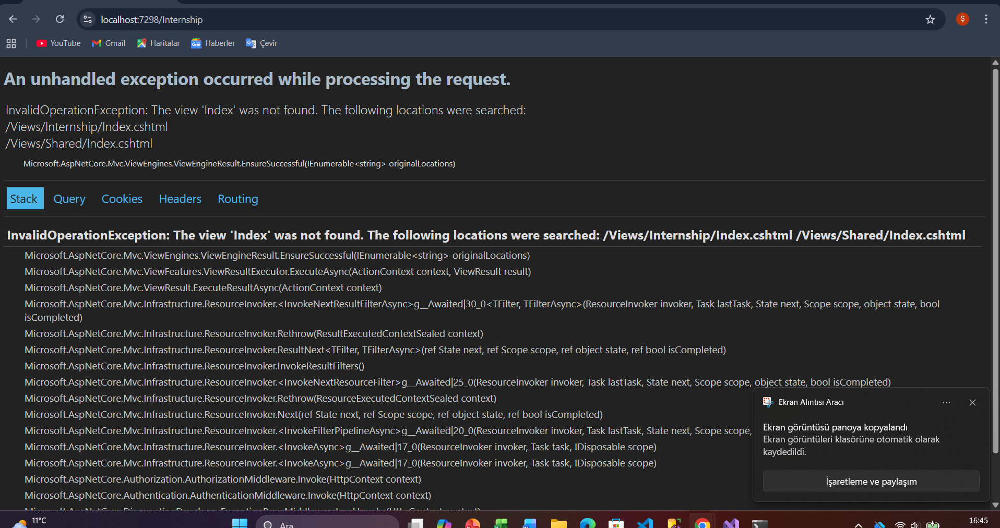 localhost:7298/Internship
Ş
YouTube
Gmail
Haritalar
Haberler
Çevir
An unhandled exception occurred while processing the request.
InvalidOperationException: The view 'Index' was not found. The following locations were searched:
/Views/Internship/Index.cshtml
/Views/Shared/Index.cshtml
Microsoft.AspNetCore.Mvc.ViewEngines.ViewEngineResult.EnsureSuccessful(IEnumerable<string> originalLocations)
Stack Query Cookies Headers Routing
InvalidOperationException: The view 'Index' was not found. The following locations were searched: /Views/Internship/Index.cshtml /Views/Shared/Index.cshtml
Microsoft.AspNetCore.Mvc.ViewEngines.ViewEngineResult.EnsureSuccessful(IEnumerable<string> originalLocations)
Microsoft.AspNetCore.Mvc.ViewFeatures.ViewResultExecutor.ExecuteAsync(ActionContext context, ViewResult result)
Microsoft.AspNetCore.Mvc.ViewResult.ExecuteResultAsync(ActionContext context)
Microsoft.AspNetCore.Mvc.Infrastructure.ResourceInvoker.<InvokeNextResultFilterAsync>g__Awaited|30_0<TFilter, TFilterAsync>(ResourceInvoker invoker, Task lastTask, State next, Scope scope, object state, bool
isCompleted)
Microsoft.AspNetCore.Mvc.Infrastructure.ResourceInvoker.Rethrow(ResultExecutedContextSealed context)
Microsoft.AspNetCore.Mvc.Infrastructure.ResourceInvoker.ResultNext<TFilter, TFilterAsync>(ref State next, ref Scope scope, ref object state, ref bool isCompleted)
Microsoft.AspNetCore.Mvc.Infrastructure.ResourceInvoker.InvokeResultFilters()
Microsoft.AspNetCore.Mvc.Infrastructure.ResourceInvoker.<InvokeNextResourceFilter>g__Awaited|25_0(ResourceInvoker invoker, Task lastTask, State next, Scope scope, object state, bool isCompleted)
Microsoft.AspNetCore.Mvc.Infrastructure.ResourceInvoker.Rethrow(ResourceExecutedContextSealed context)
Microsoft.AspNetCore.Mvc.Infrastructure.ResourceInvoker.Next(ref State next, ref Scope scope, ref object state, ref bool isCompleted)
Microsoft.AspNetCore.Mvc.Infrastructure.ResourceInvoker.<InvokeFilterPipelineAsync>g__Awaited|20_0(ResourceInvoker invoker, Task lastTask, State next, Scope scope,
Microsoft.AspNetCore.Mvc.Infrastructure.ResourceInvoker.<InvokeAsync>g__Awaited|17_0(ResourceInvoker invoker, Task task, IDisposable scope)
Microsoft.AspNetCore.Mvc.Infrastructure.ResourceInvoker.<InvokeAsync>g__Awaited|17_0(ResourceInvoker invoker, Task task, IDisposable scope)
Microsoft.AspNetCore.Authorization.AuthorizationMiddleware.Invoke(HttpContext context)
Microsoft.AspNetCore.Authentication.AuthenticationMiddleware.Invoke(HttpContext context)
Microsoft.AspNetCore.Diagnostics.DeveloperExceptionPageMiddlewareImpl.Invoke(HttpContext context)
Ekran Alıntısı Aracı
Ekran görüntüsü panoya kopyalandı
Ekran görüntüleri klasörüne otomatik olarak
kaydedildi.
İşaretleme ve paylaşım
11°C
Ara
16:45